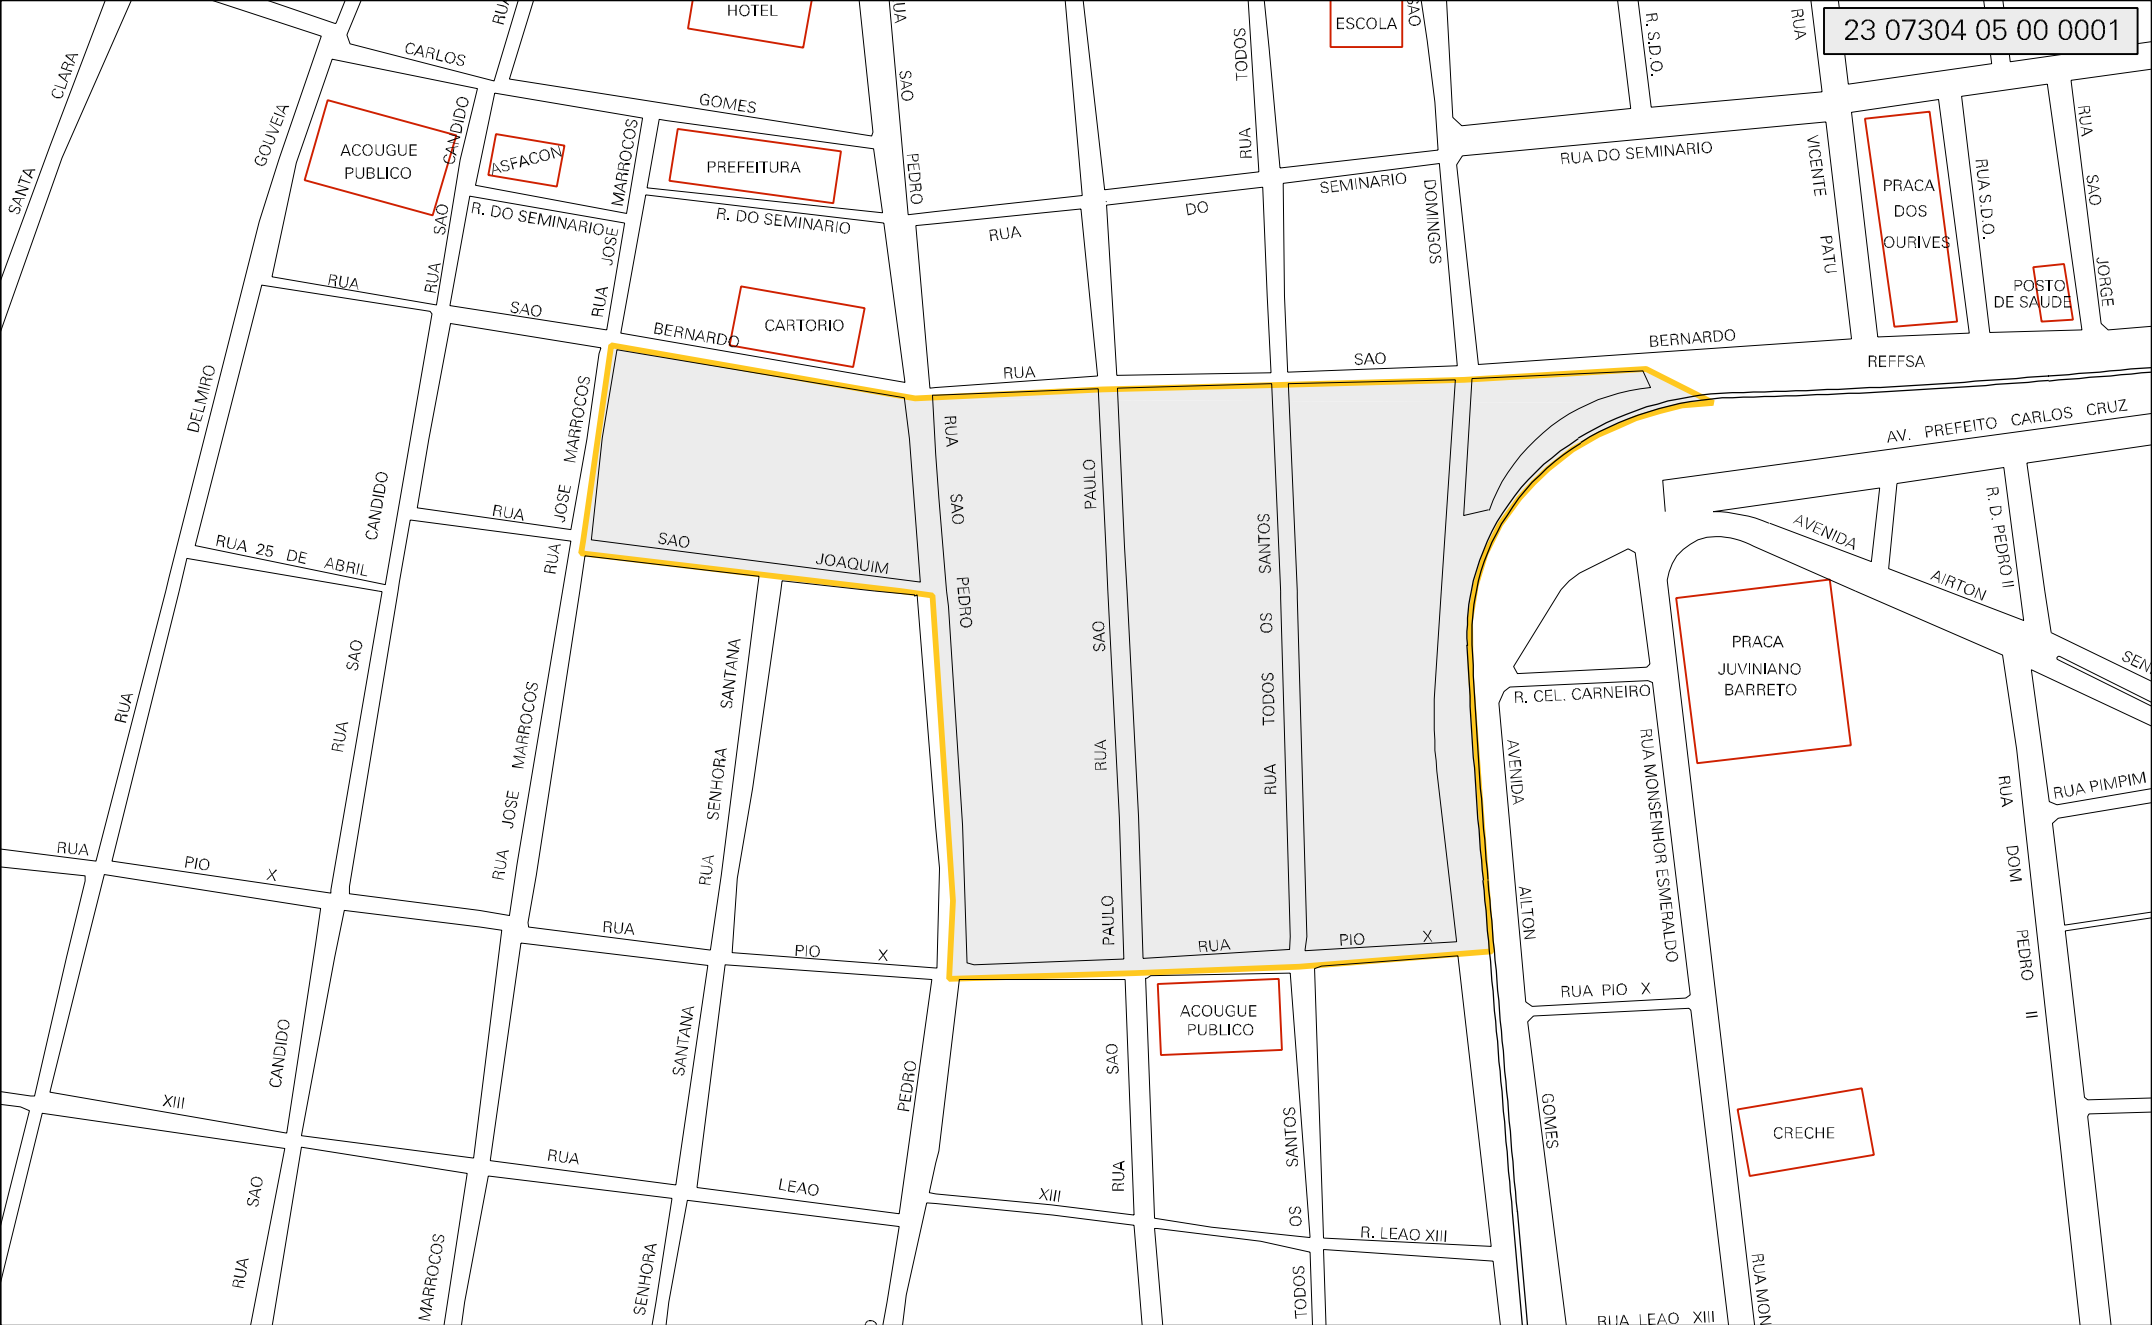 23 07304 05 00 0001
HOTEL
ESCOLA
CARLOS
GOMES
SANTA
CLARA
GOUVEIA
DELMIRO
RUA
ACOUGUE
PUBLICO
ASFACON
PREFEITURA
CARTORIO
RUA SAO CANDIDO
RUA JOSE MARROCOS
R. DO SEMINARIO
R. DO SEMINARIO
RUA
SAO
BERNARDO
RUA
SAO
BERNARDO
SAO
PEDRO
RUA
DO
SEMINARIO
RUA DO SEMINARIO
RUA
TODOS
SAO
DOMINGOS
R. S.D.O.
RUA
VICENTE
PATU
PRACA
DOS
OURIVES
RUA S.D.O.
POSTO
DE SAUDE
RUA
SAO
JORGE
REFFSA
AV. PREFEITO CARLOS CRUZ
AVENIDA
AIRTON
SEN
R. D. PEDRO II
RUA 25 DE ABRIL
RUA
SAO
JOAQUIM
CANDIDO
SAO
RUA
JOSE MARROCOS
RUA
RUA JOSE MARROCOS
RUA SENHORA SANTANA
RUA
SAO
PEDRO
PAULO
SAO
RUA
PAULO
RUA TODOS OS SANTOS
R. CEL. CARNEIRO
PRACA
JUVINIANO
BARRETO
AVENIDA
AILTON
GOMES
RUA MONSENHOR ESMERALDO
RUA PIMPIM
RUA
DOM
PEDRO
II
RUA
PIO
X
RUA
PIO
X
RUA
PIO
X
RUA PIO X
ACOUGUE
PUBLICO
CRECHE
CANDIDO
SAO
RUA
SANTANA
SENHORA
MARROCOS
PEDRO
SAO
RUA
SANTOS
OS
TODOS
XIII
RUA
LEAO
XIII
R. LEAO XIII
RUA LEAO XIII
RUA MON